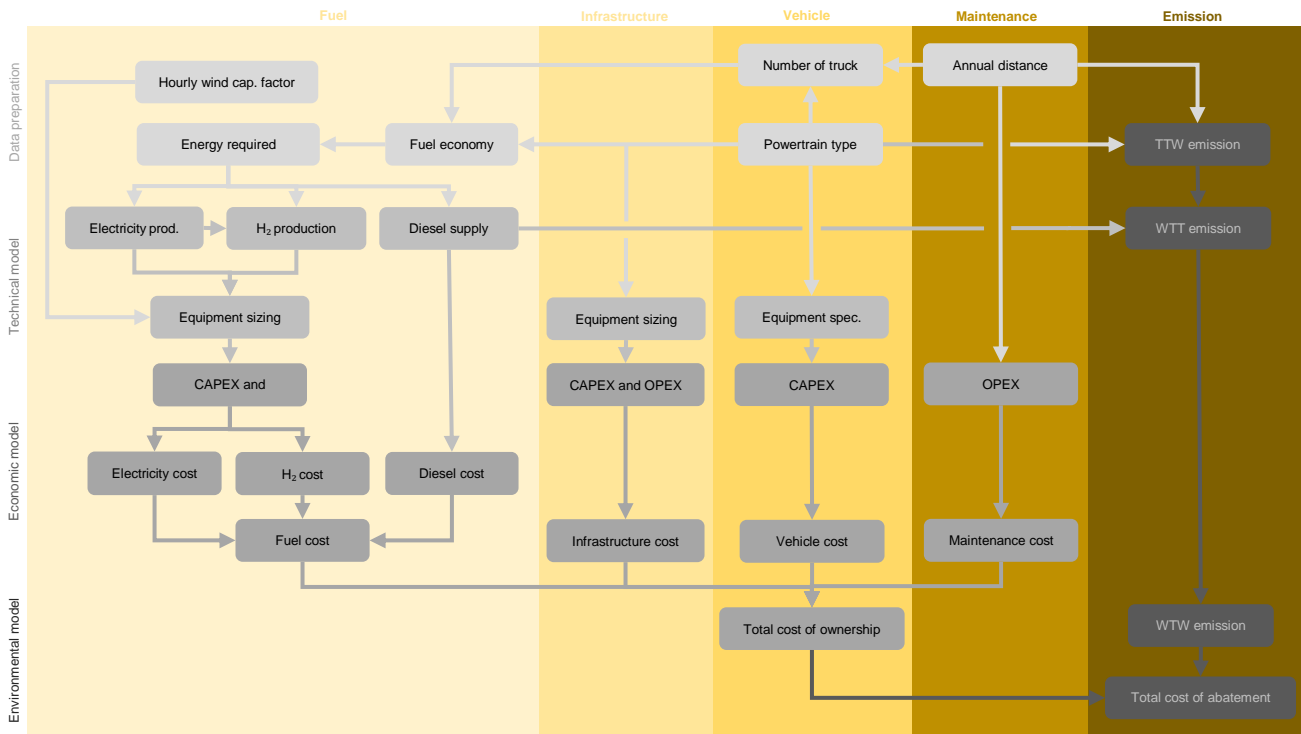 Fuel
Infrastructure
Vehicle
Maintenance
Emission
Data preparation
Technical model
Economic model
Environmental model
Hourly wind cap. factor
Number of truck
Annual distance
Energy required
Fuel economy
Powertrain type
TTW emission
Electricity prod.
H₂ production
Diesel supply
WTT emission
Equipment sizing
Equipment sizing
Equipment spec.
CAPEX and
CAPEX and OPEX
CAPEX
OPEX
Electricity cost
H₂ cost
Diesel cost
Fuel cost
Infrastructure cost
Vehicle cost
Maintenance cost
Total cost of ownership
WTW emission
Total cost of abatement